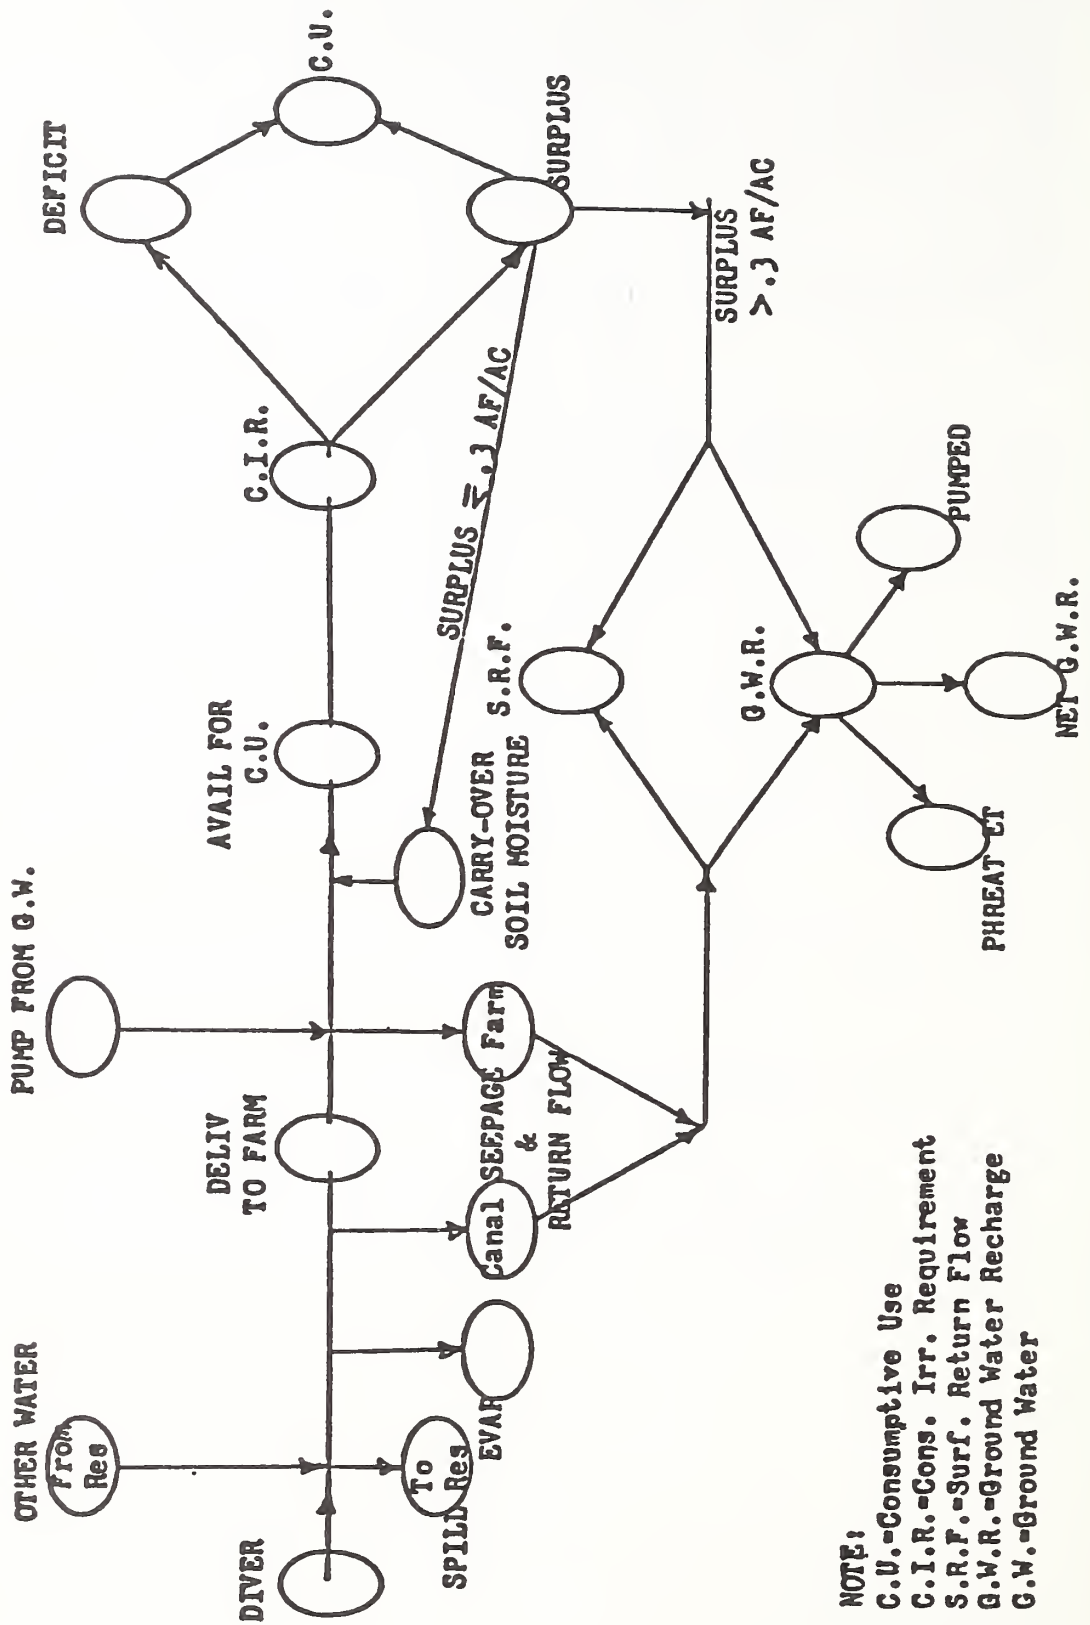 OTHER WATER
From
Res
PUMP FROM G.W.
DEFICIT
DIVER
DELIV
TO FARM
AVAIL FOR
C.U.
C.I.R.
C.U.
To
Res
SPILL
EVAP
Canal
SEEPAGE
&
RETURN FLOW
Farm
CARRY-OVER
SOIL MOISTURE
SURPLUS ≤ .3 AF/AC
SURPLUS
S.R.F.
SURPLUS
>.3 AF/AC
G.W.R.
PHREAT ET
NET G.W.R.
PUMPED
NOTE:
C.U.=Consumptive Use
C.I.R.=Cons. Irr. Requirement
S.R.F.=Surf. Return Flow
G.W.R.=Ground Water Recharge
G.W.=Ground Water